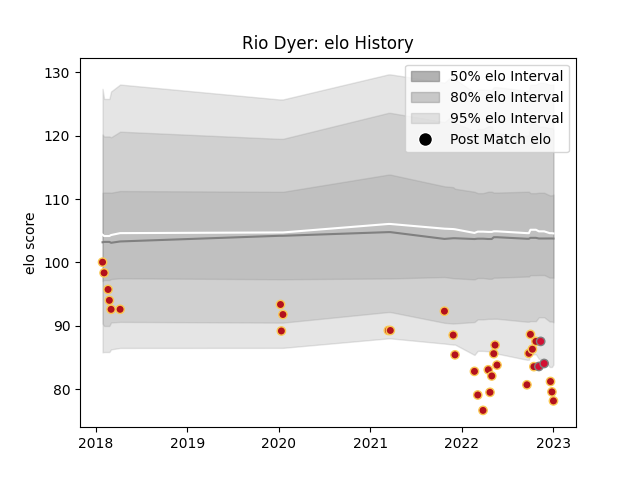 Rio Dyer: elo History
elo score
130
120
110
100
90
80
50% elo Interval
80% elo Interval
95% elo Interval
Post Match elo
2018
2019
2020
2021
2022
2023